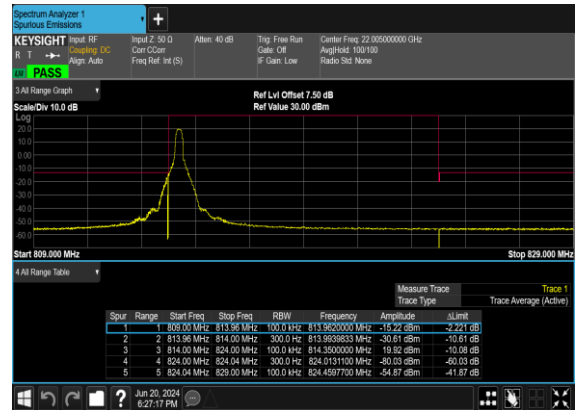 Spectrum Analyzer 1
Spurious Emissions
KEYSIGHT
R T
PASS
Input: RF
Coupling: DC
Align: Auto
Input Z: 50 Ω
Corr CCorr
Freq Ref: Int (S)
Atten: 40 dB
Trig: Free Run
Gate: Off
IF Gain: Low
Center Freq: 22.005000000 GHz
Avg|Hold: 100/100
Radio Std: None
3 All Range Graph
Scale/Div 10.0 dB
Ref Lvl Offset 7.50 dB
Ref Value 30.00 dBm
Log
20.0
10.0
0.00
-10.0
-20.0
-30.0
-40.0
-50.0
-60.0
Start 809.000 MHz
Stop 829.000 MHz
4 All Range Table
Measure Trace Trace 1
Trace Type Trace Average (Active)
Spur Range Start Freq Stop Freq RBW Frequency Amplitude ΔLimit
1 1 809.00 MHz 813.96 MHz 100.0 kHz 813.9620000 MHz -15.22 dBm -2.221 dB
2 2 813.96 MHz 814.00 MHz 300.0 Hz 813.9939833 MHz -30.61 dBm -10.61 dB
3 3 814.00 MHz 824.00 MHz 100.0 kHz 814.3500000 MHz 19.92 dBm -10.08 dB
4 4 824.00 MHz 824.04 MHz 300.0 Hz 824.0131100 MHz -80.03 dBm -60.03 dB
5 5 824.04 MHz 829.00 MHz 100.0 kHz 824.4597700 MHz -54.87 dBm -41.87 dB
Jun 20, 2024
6:27:17 PM